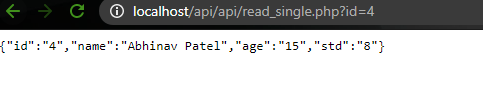 localhost/api/api/read_single.php?id=4
{"id":"4","name":"Abhinav Patel","age":"15","std":"8"}